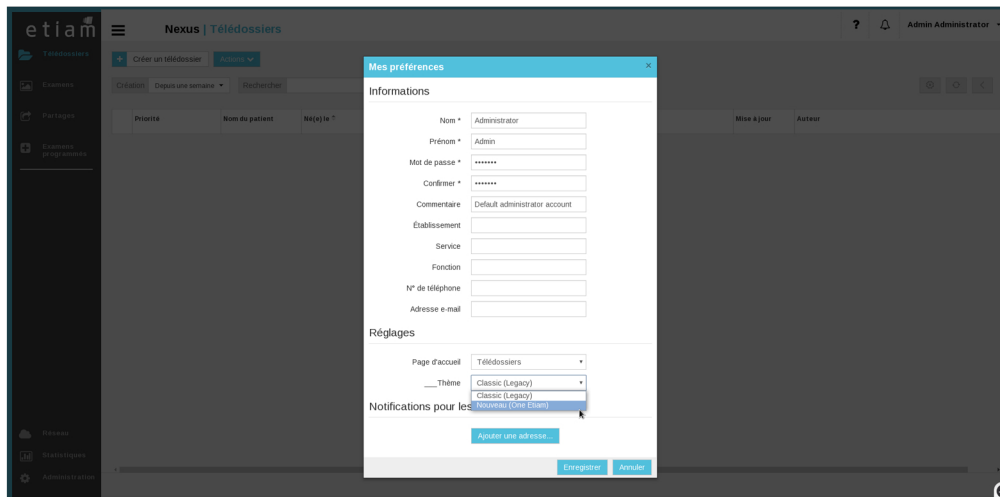 etiam
Nexus | Télédossiers
?
Admin Administrator
Télédossiers
Examens
Partages
Examens
programmés
Réseau
Statistiques
Administration
+ Créer un télédossier
Actions
Création
Depuis une semaine
Rechercher
Priorité
Nom du patient
Né(e) le
Mise à jour
Auteur
Mes préférences
×
Informations
Nom *
Administrator
Prénom *
Admin
Mot de passe *
•••••••
Confirmer *
•••••••
Commentaire
Default administrator account
Établissement
Service
Fonction
N° de téléphone
Adresse e-mail
Réglages
Page d'accueil
Télédossiers
___Thème
Classic (Legacy)
Classic (Legacy)
Nouveau (One Etiam)
Notifications pour les
Ajouter une adresse...
Enregistrer
Annuler